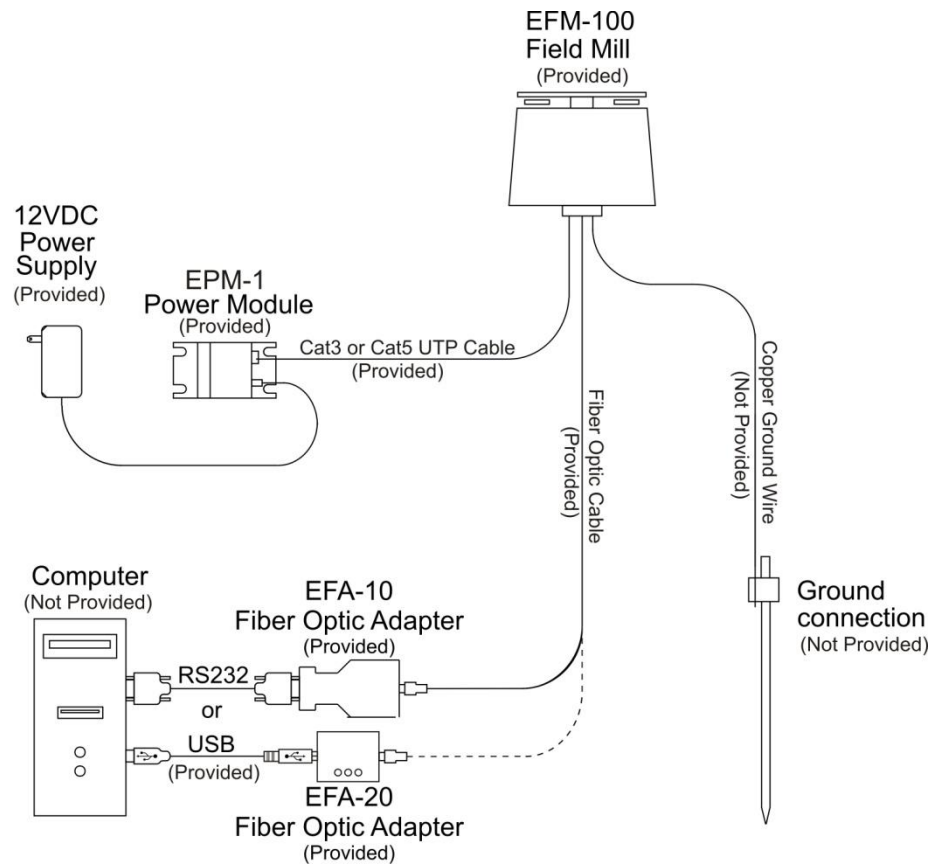 EFM-100
Field Mill
(Provided)
12VDC
Power
Supply
(Provided)
EPM-1
Power Module
(Provided)
Cat3 or Cat5 UTP Cable
(Provided)
Fiber Optic Cable
(Provided)
Copper Ground Wire
(Not Provided)
Computer
(Not Provided)
EFA-10
Fiber Optic Adapter
(Provided)
Ground
connection
(Not Provided)
RS232
or
USB
(Provided)
EFA-20
Fiber Optic Adapter
(Provided)